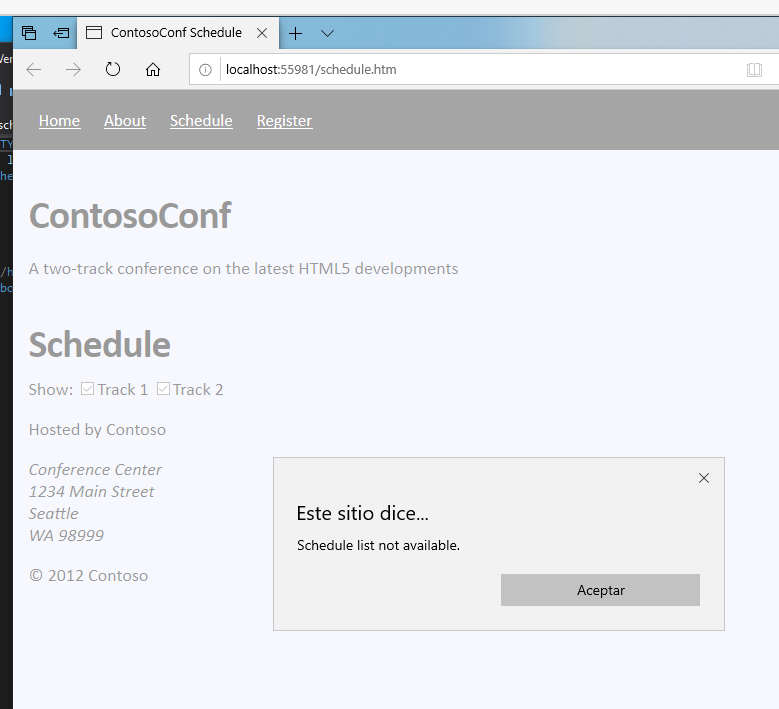 ContosoConf Schedule
localhost:55981/schedule.htm
Home About Schedule Register
ContosoConf
A two-track conference on the latest HTML5 developments
Schedule
Show: Track 1 Track 2
Hosted by Contoso
Conference Center
1234 Main Street
Seattle
WA 98999
© 2012 Contoso
Este sitio dice...
Schedule list not available.
Aceptar